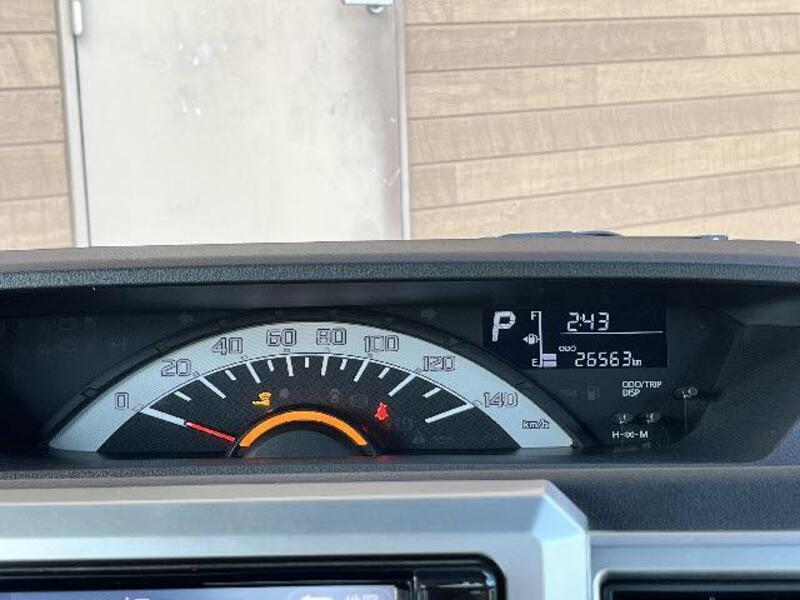 0
20
40
60
80
100
120
140
km/h
P
F
E
2:43
ODO
26563km
ODO/TRIP
DISP
H-∞-M